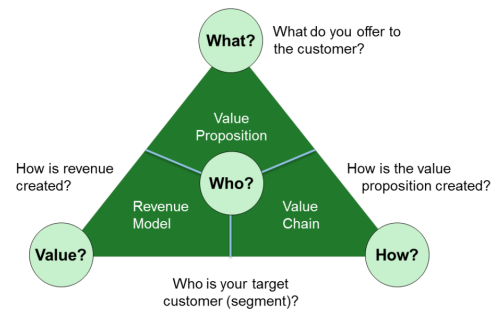 What?
What do you offer to
the customer?
Value
Proposition
How is revenue
created?
Who?
How is the value
proposition created?
Revenue
Model
Value
Chain
Value?
How?
Who is your target
customer (segment)?